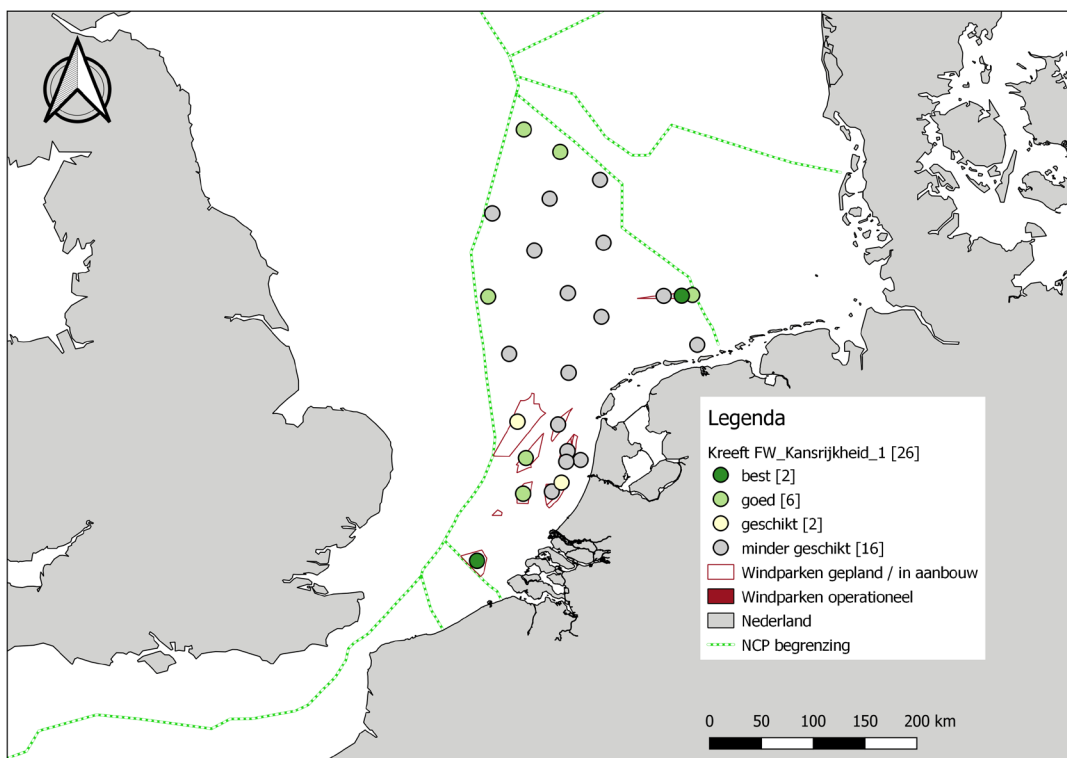 Legenda
Kreeft FW_Kansrijkheid_1 [26]
best [2]
goed [6]
geschikt [2]
minder geschikt [16]
Windparken gepland / in aanbouw
Windparken operationeel
Nederland
NCP begrenzing
0 50 100 150 200 km